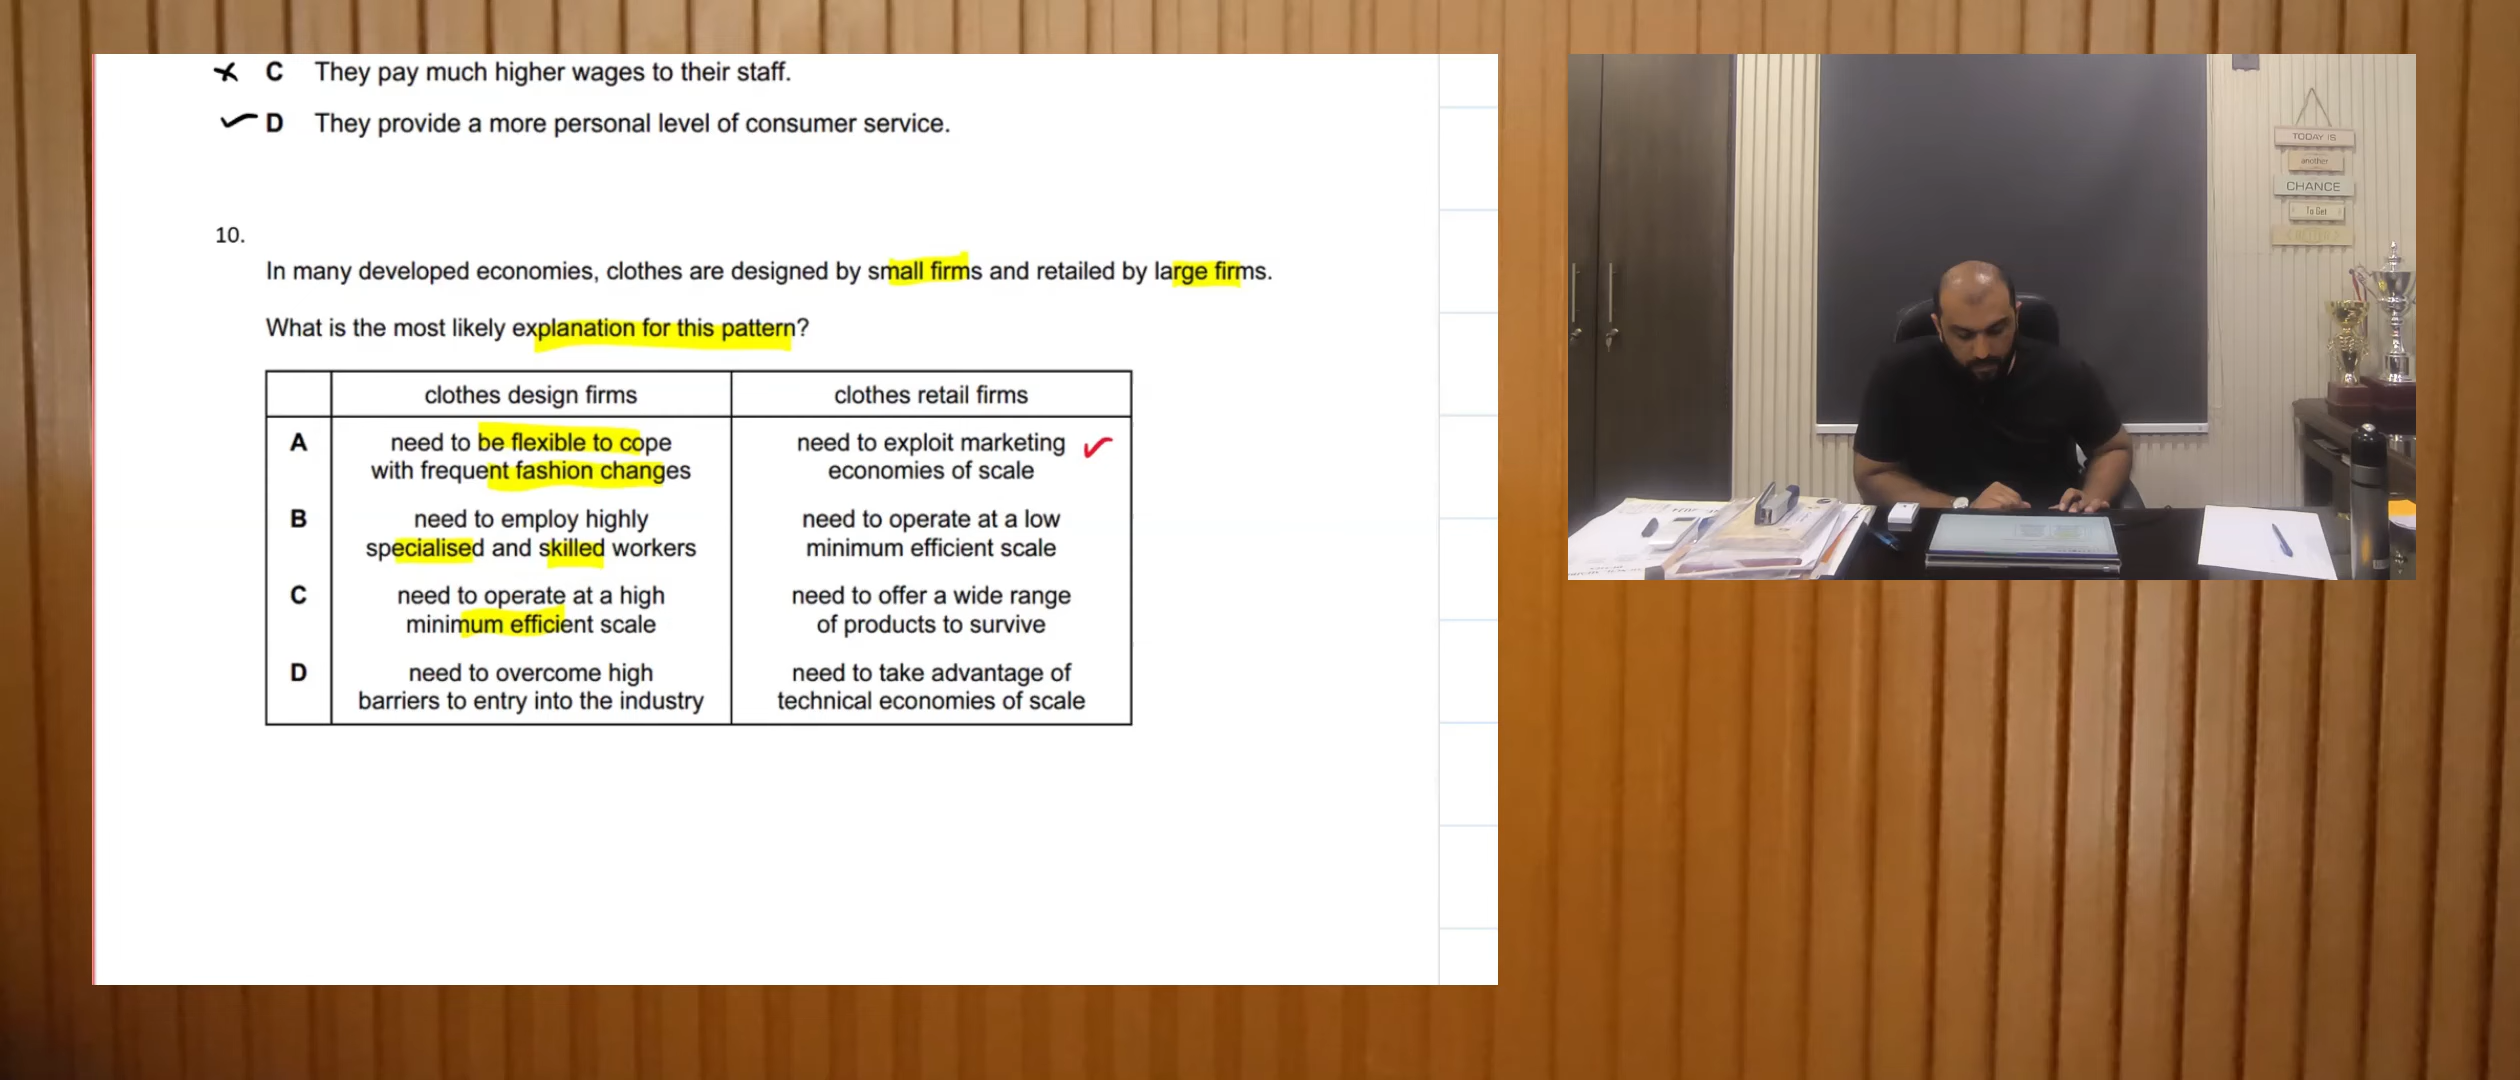 C They pay much higher wages to their staff.
D They provide a more personal level of consumer service.
10.
In many developed economies, clothes are designed by small firms and retailed by large firms.
What is the most likely explanation for this pattern?
clothes design firms clothes retail firms
A need to be flexible to cope need to exploit marketing
with frequent fashion changes economies of scale
B need to employ highly need to operate at a low
specialised and skilled workers minimum efficient scale
C need to operate at a high need to offer a wide range
minimum efficient scale of products to survive
D need to overcome high need to take advantage of
barriers to entry into the industry technical economies of scale
TODAY IS
another
CHANCE
To Get